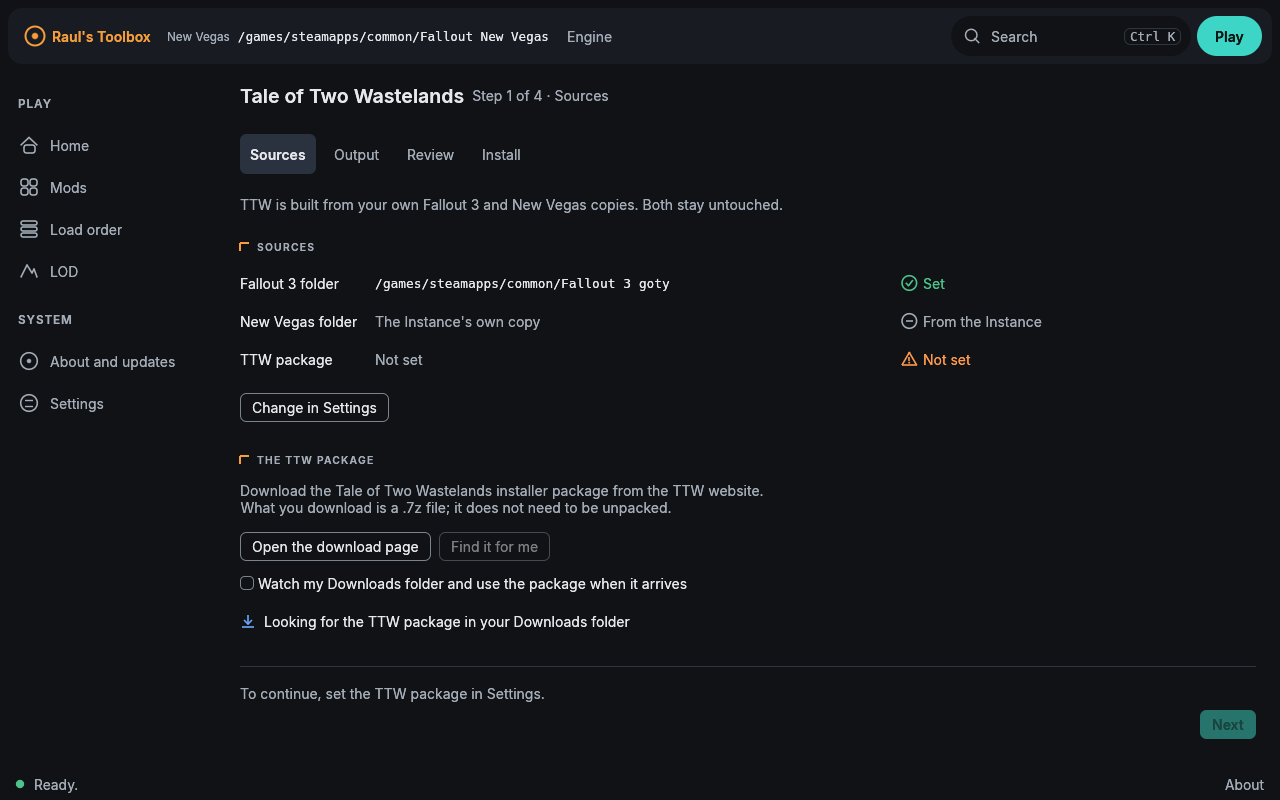 Raul's Toolbox New Vegas /games/steamapps/common/Fallout New Vegas Engine Search Ctrl K Play
PLAY
Home
Mods
Load order
LOD
SYSTEM
About and updates
Settings
Tale of Two Wastelands Step 1 of 4 · Sources
Sources Output Review Install
TTW is built from your own Fallout 3 and New Vegas copies. Both stay untouched.
SOURCES
Fallout 3 folder /games/steamapps/common/Fallout 3 goty Set
New Vegas folder The Instance's own copy From the Instance
TTW package Not set Not set
Change in Settings
THE TTW PACKAGE
Download the Tale of Two Wastelands installer package from the TTW website.
What you download is a .7z file; it does not need to be unpacked.
Open the download page Find it for me
Watch my Downloads folder and use the package when it arrives
Looking for the TTW package in your Downloads folder
To continue, set the TTW package in Settings.
Next
Ready. About